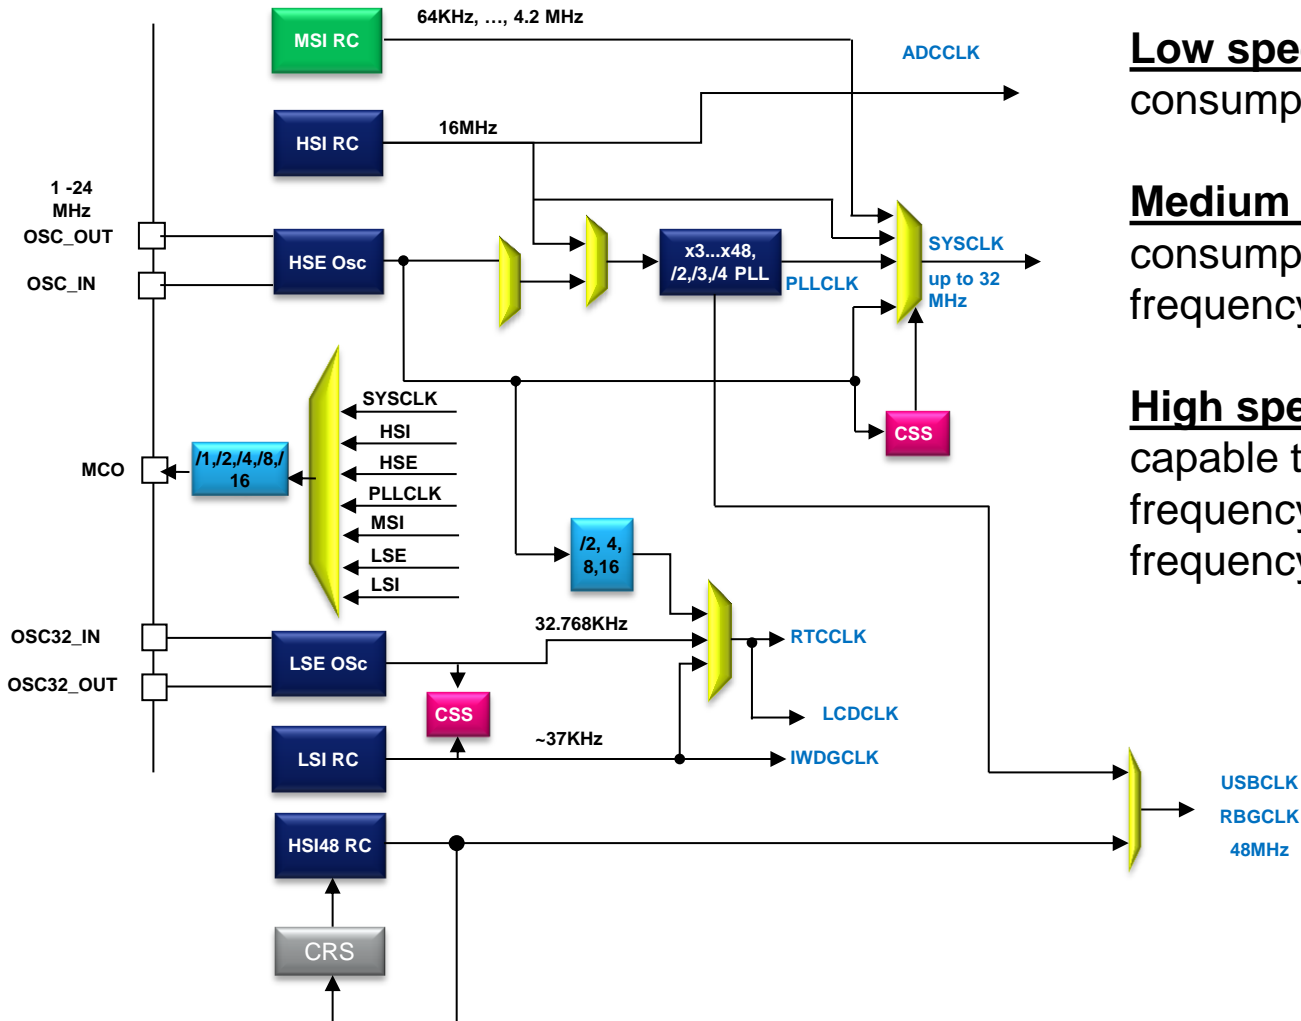 64KHz, ..., 4.2 MHz
MSI RC
ADCCLK
HSI RC
16MHz
1 -24
MHz
OSC_OUT
OSC_IN
HSE Osc
x3...x48,
/2,/3,/4 PLL
PLLCLK
SYSCLK
up to 32
MHz
CSS
MCO
/1,/2,/4,/8,/
16
SYSCLK
HSI
HSE
PLLCLK
MSI
LSE
LSI
/2, 4,
8,16
OSC32_IN
OSC32_OUT
LSE OSc
32.768KHz
CSS
RTCCLK
LCDCLK
LSI RC
~37KHz
IWDGCLK
HSI48 RC
USBCLK
RBGCLK
48MHz
CRS
Low spe
consump
Medium
consump
frequency
High spe
capable t
frequency
frequency